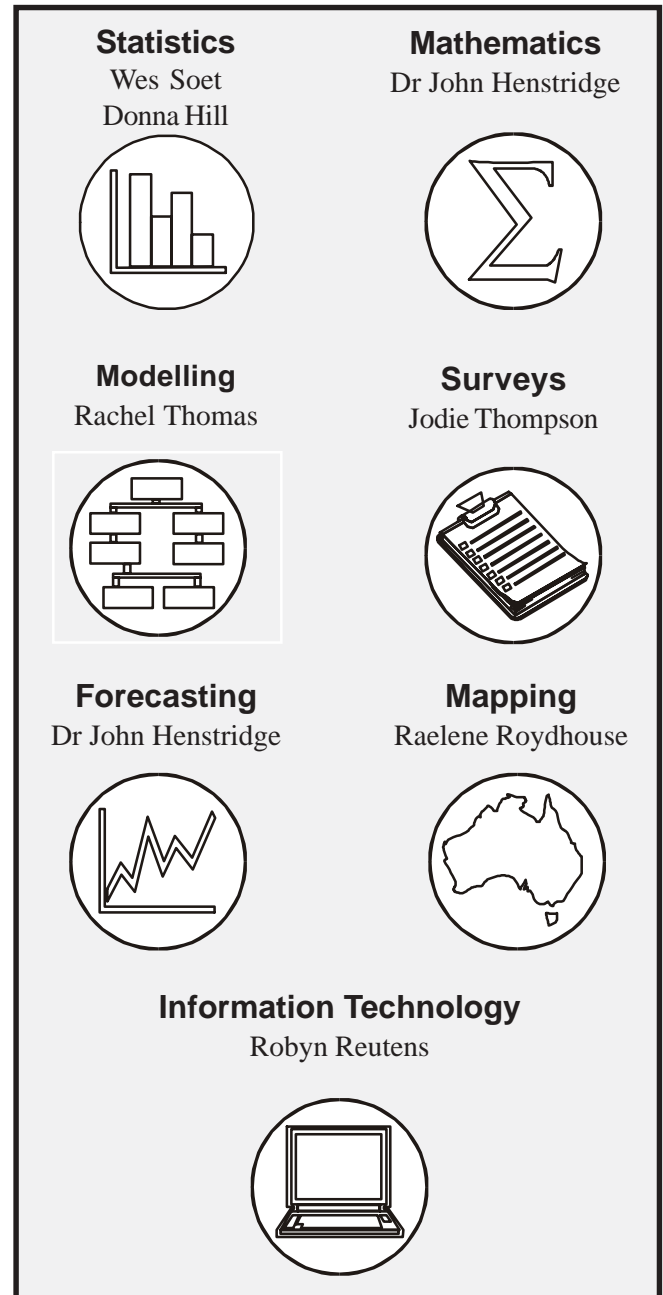 Statistics
Wes Soet
Donna Hill
Mathematics
Dr John Henstridge
Modelling
Rachel Thomas
Surveys
Jodie Thompson
Forecasting
Dr John Henstridge
Mapping
Raelene Roydhouse
Information Technology
Robyn Reutens